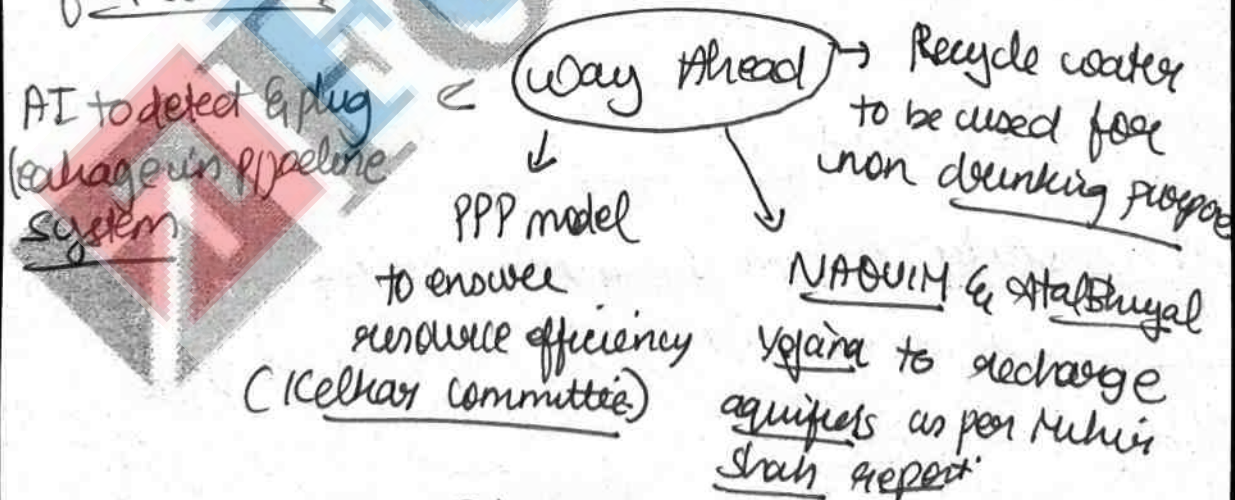 Way Ahead
AI to detect & plug
leakage in pipeline
system
PPP model
to ensure
resource efficiency
(Kelkar committee)
NAQUIM & Atal Bhujal
Yojana to recharge
aquifers as per Mihir
Shah report
Recycle water
to be used for
non drinking purpose